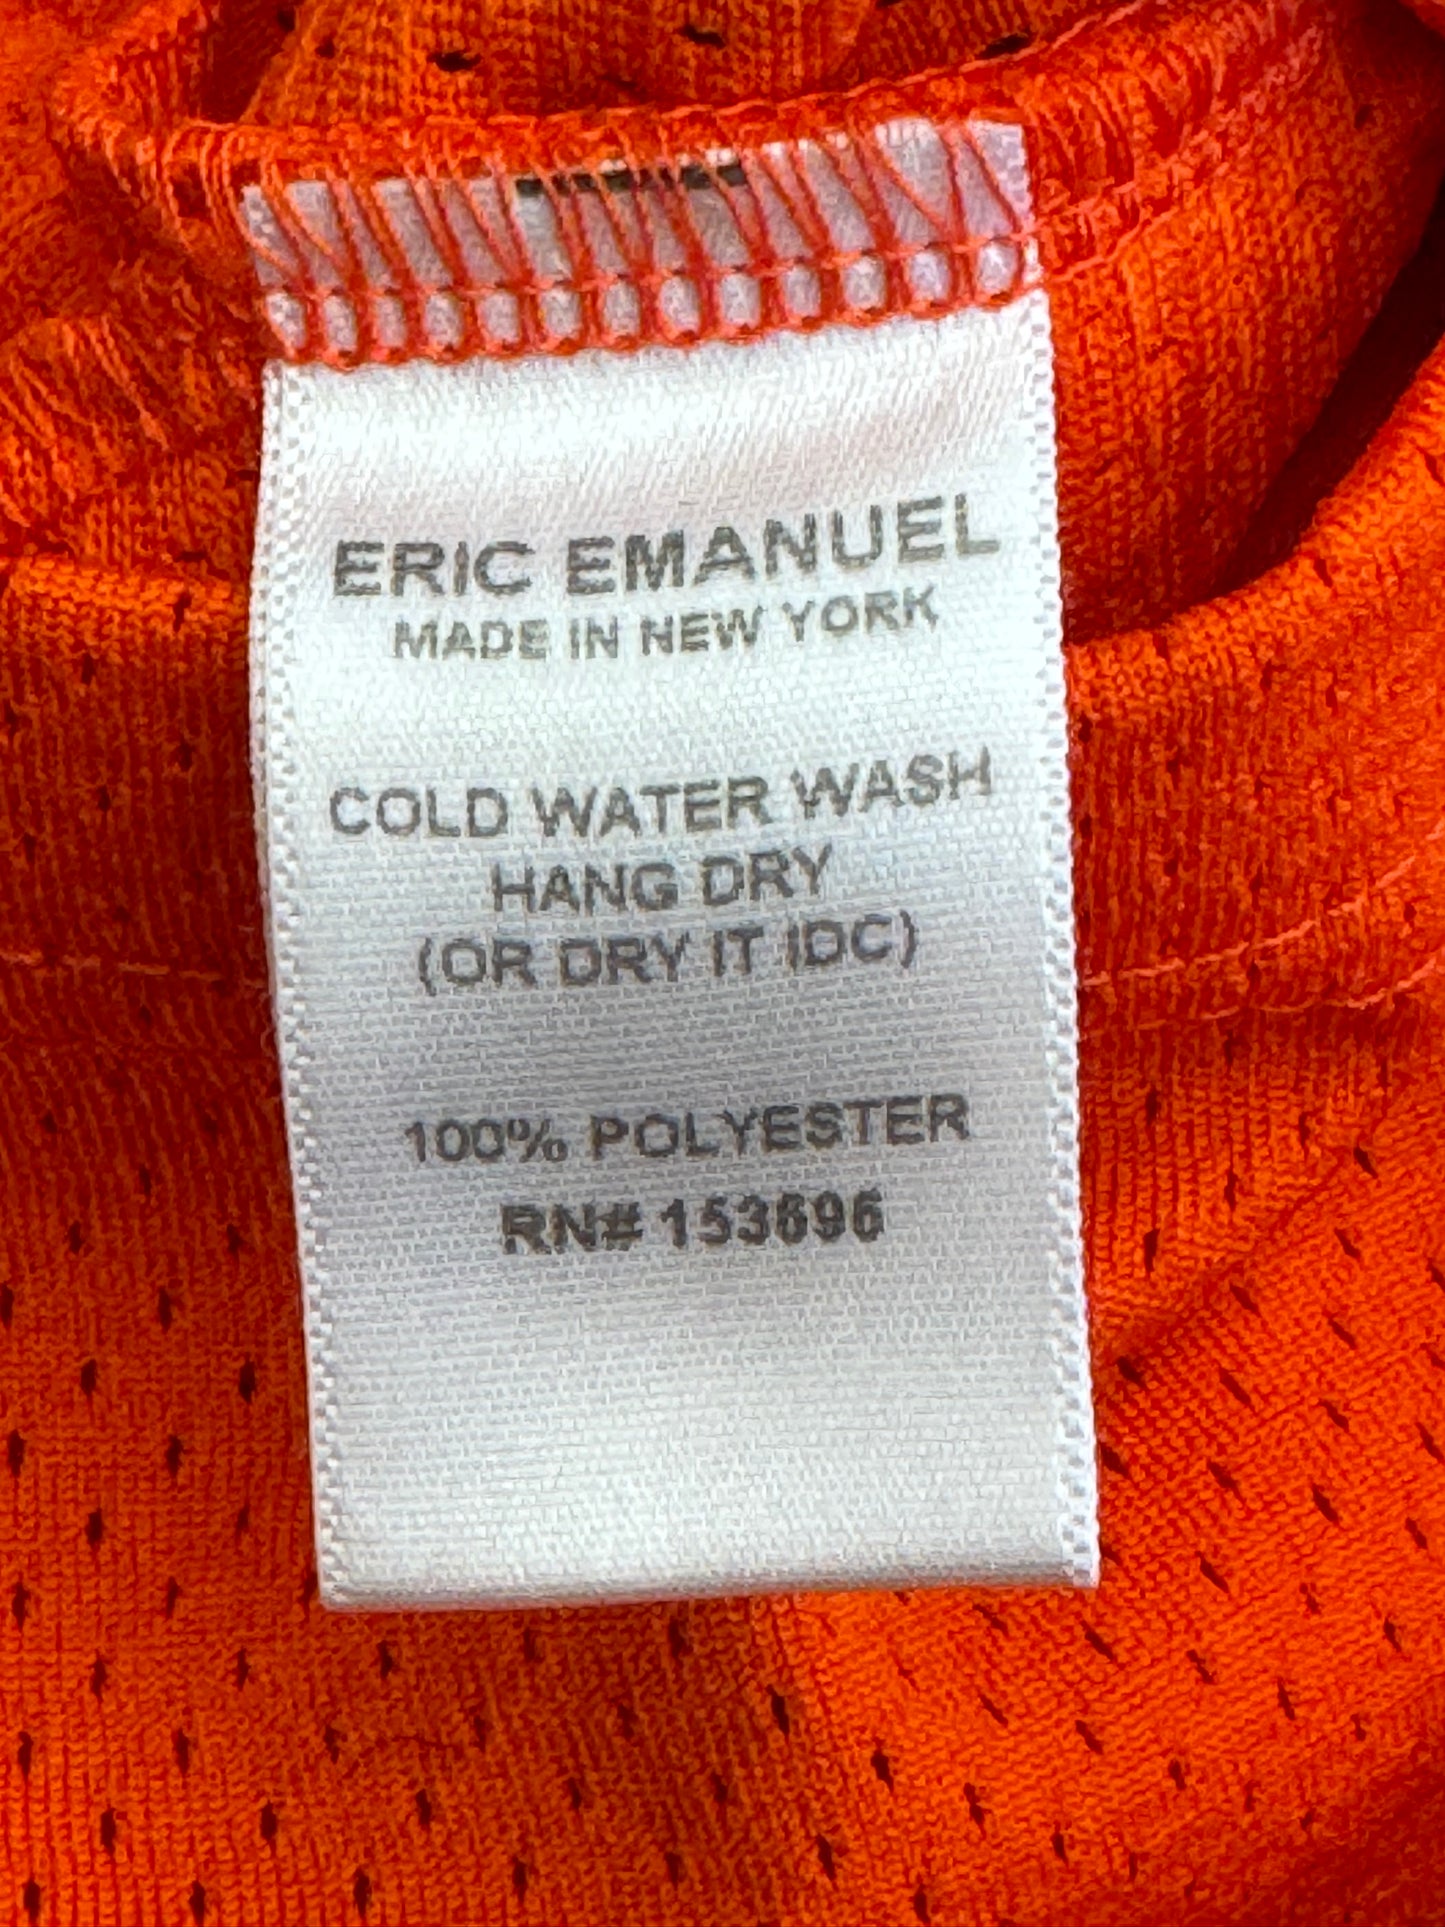 ERIC EMANUEL
MADE IN NEW YORK
COLD WATER WASH
HANG DRY
(OR DRY IT IDC)
100% POLYESTER
RN# 153696